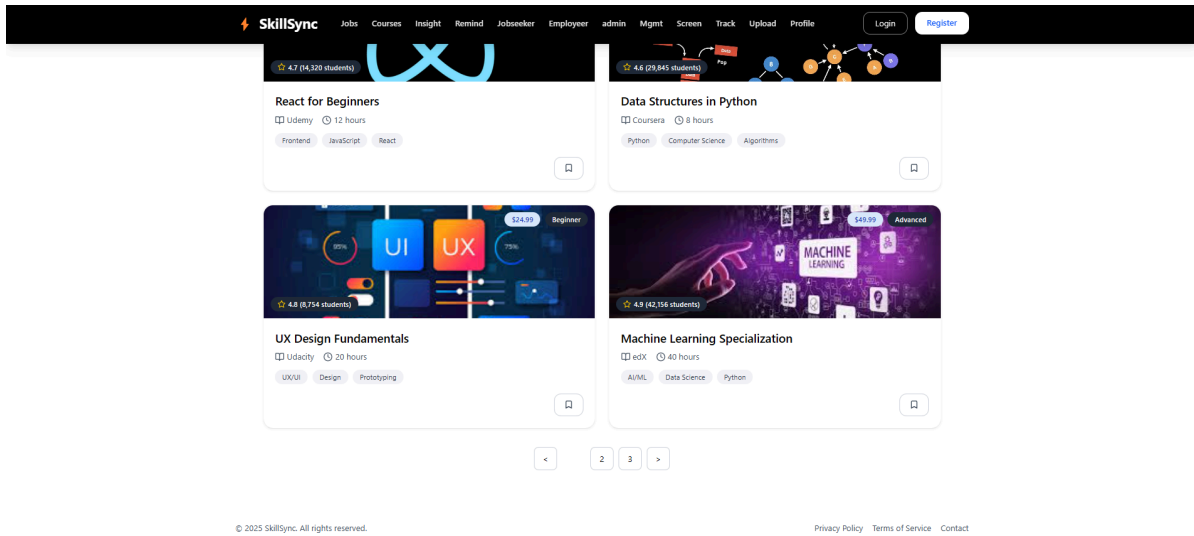 SkillSync Jobs Courses Insight Remind Jobseeker Employeer admin Mgmt Screen Track Upload Profile Login Register
4.7 (14,320 students)
Data
Data
Pop
B
C
D
F
G
9
4.6 (29,845 students)
React for Beginners
Udemy 12 hours
Frontend JavaScript React
Data Structures in Python
Coursera 8 hours
Python Computer Science Algorithms
$24.99 Beginner
95% UI UX 75%
4.8 (8,754 students)
UX Design Fundamentals
Udacity 20 hours
UX/UI Design Prototyping
$49.99 Advanced
MACHINE
LEARNING
4.9 (42,156 students)
Machine Learning Specialization
edX 40 hours
AI/ML Data Science Python
< 2 3 >
© 2025 SkillSync. All rights reserved. Privacy Policy Terms of Service Contact